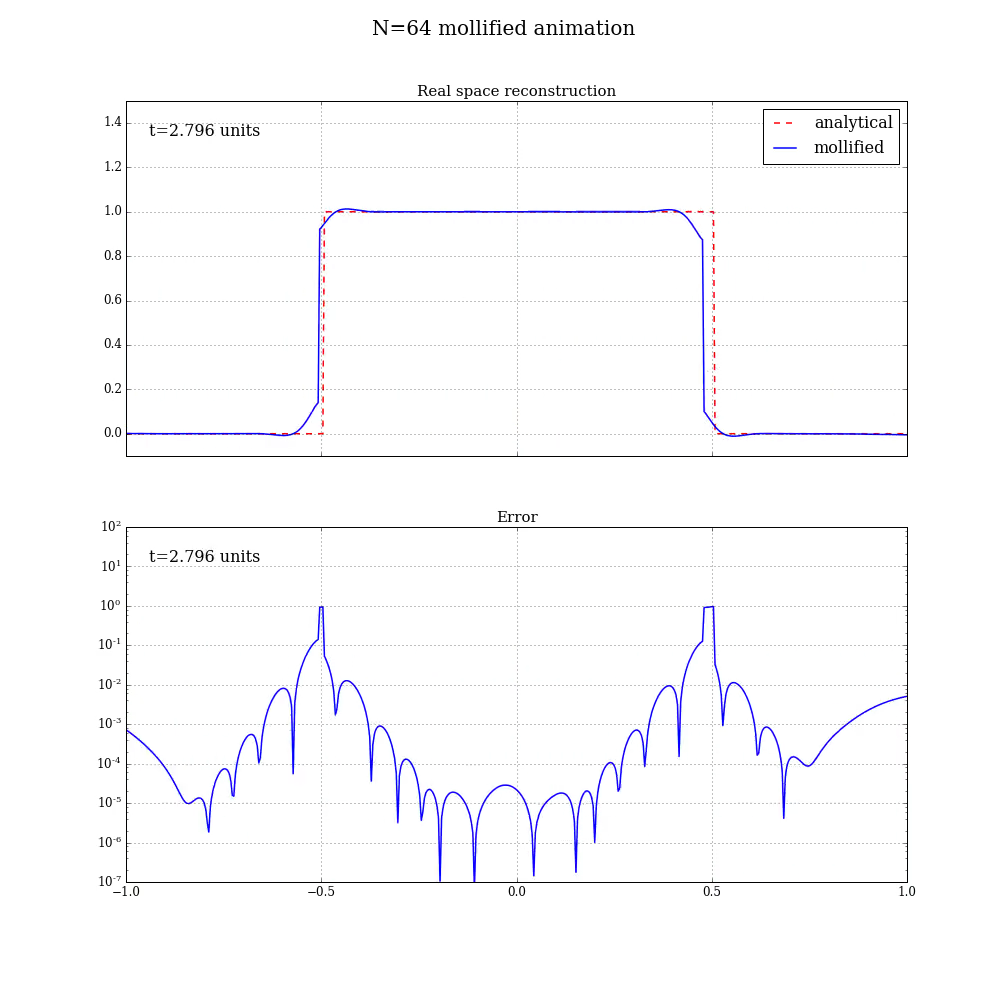 N=64 mollified animation
Real space reconstruction
t=2.796 units
analytical
mollified
1.4
1.2
1.0
0.8
0.6
0.4
0.2
0.0
Error
t=2.796 units
10²
10¹
10⁰
10⁻¹
10⁻²
10⁻³
10⁻⁴
10⁻⁵
10⁻⁶
10⁻⁷
−1.0 −0.5 0.0 0.5 1.0